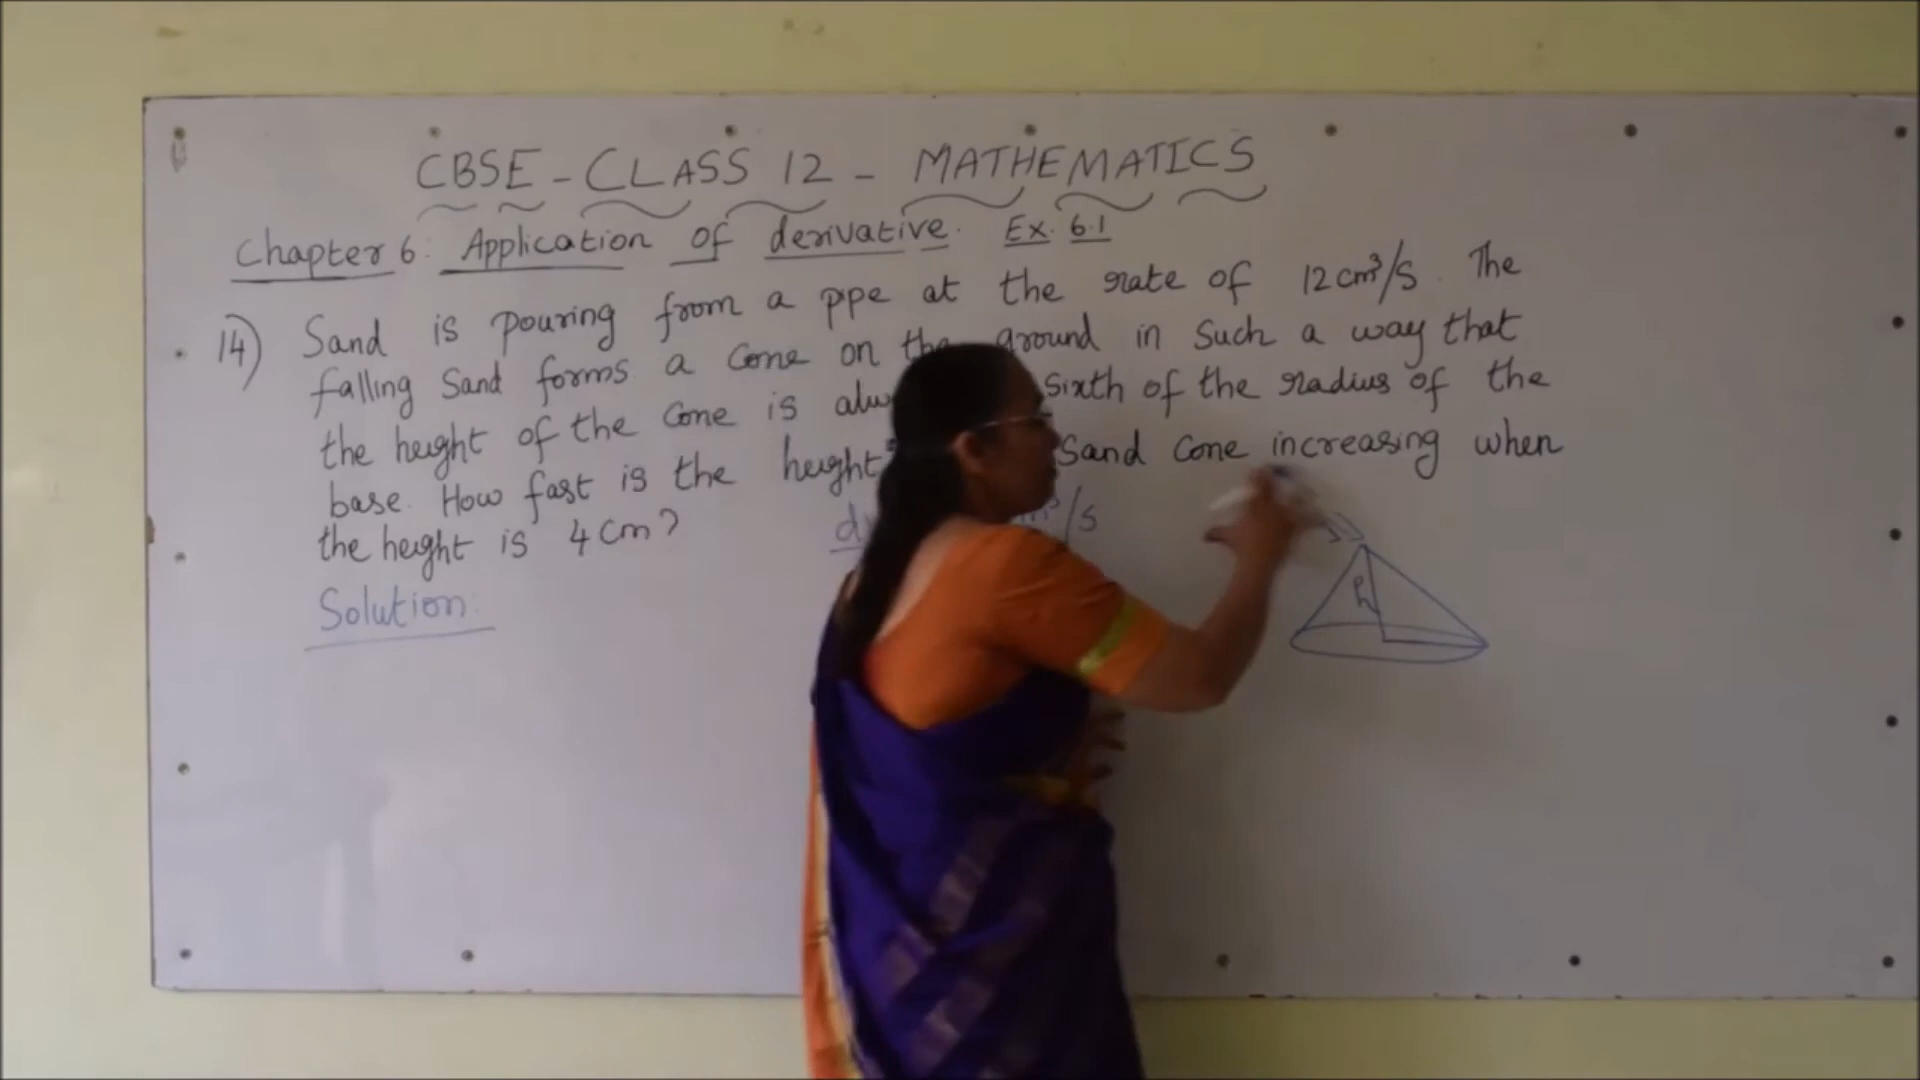 CBSE - CLASS 12 - MATHEMATICS
Chapter 6: Application of derivative. Ex. 6.1
14) Sand is pouring from a pipe at the rate of 12cm³/s. The
falling Sand forms a Cone on the ground in Such a way that
the height of the Cone is sixth of the radius of the
base. How fast is the height Sand Cone increasing when
the height is 4cm?
/s
h
Solution: